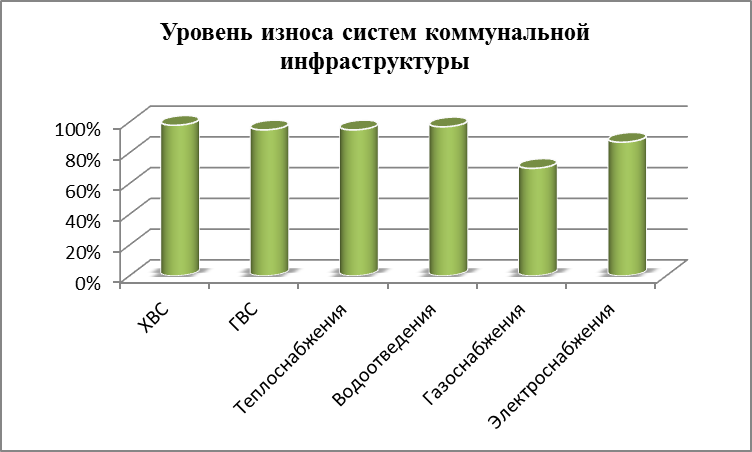 Уровень износа систем коммунальной
инфраструктуры
100%
80%
60%
40%
20%
0%
ХВС
ГВС
Теплоснабжения
Водоотведения
Газоснабжения
Электроснабжения